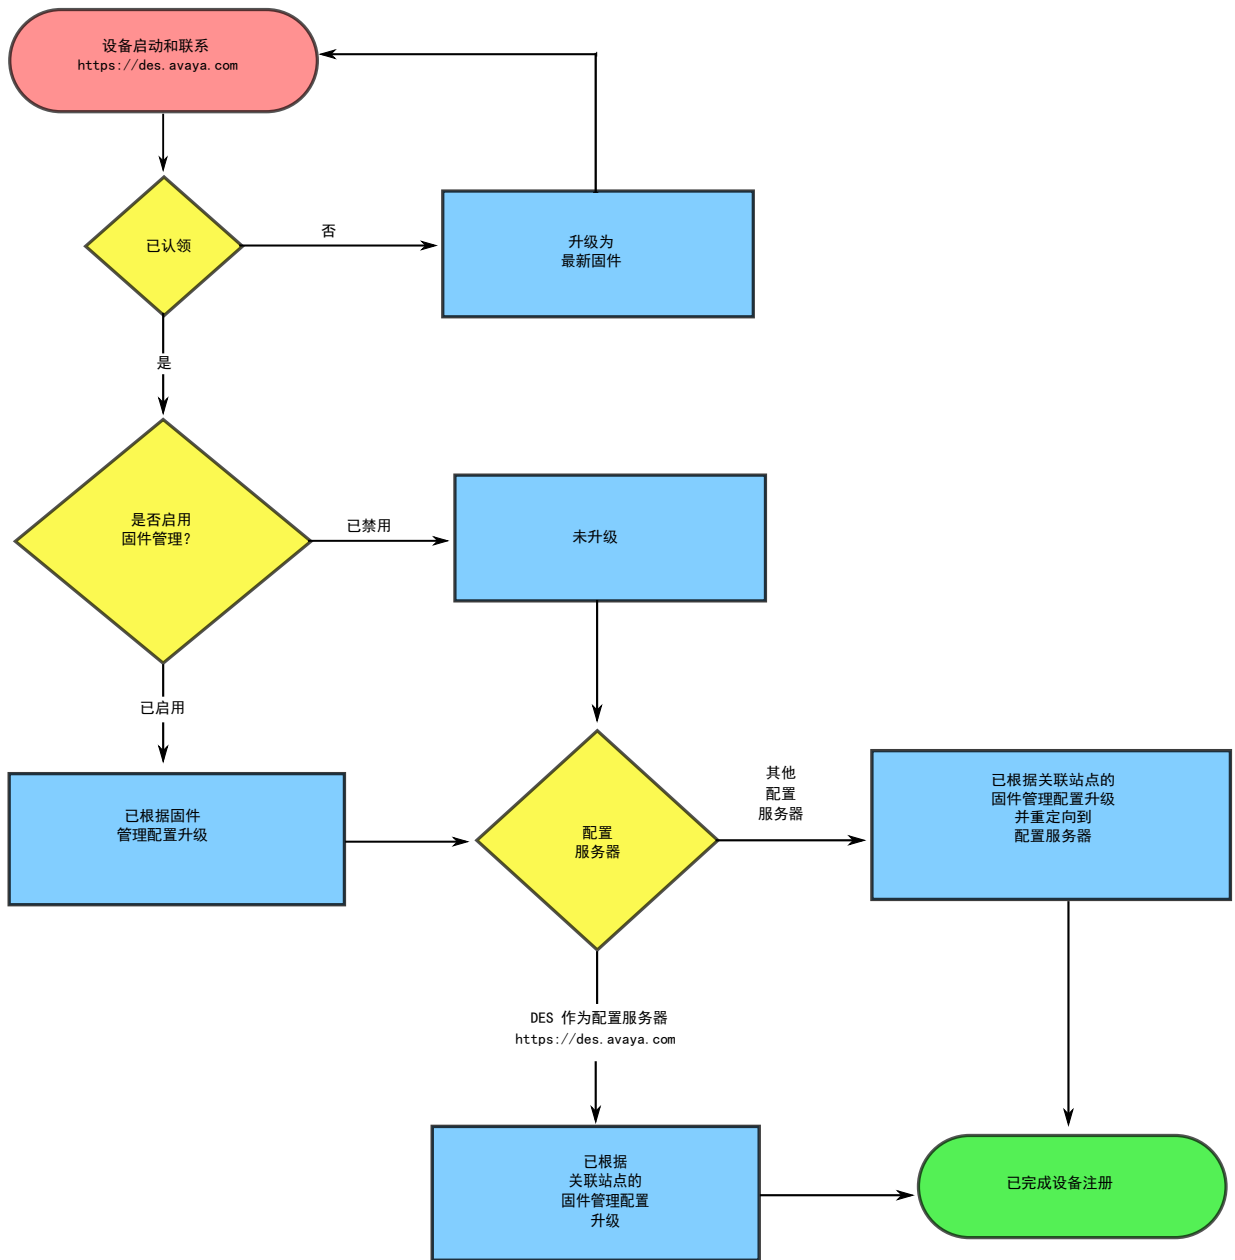 设备启动和联系
https://des.avaya.com
已认领
否
升级为
最新固件
是
是否启用
固件管理？
已禁用
未升级
已启用
已根据固件
管理配置升级
配置
服务器
其他
配置
服务器
已根据关联站点的
固件管理配置升级
并重定向到
配置服务器
DES 作为配置服务器
https://des.avaya.com
已根据
关联站点的
固件管理配置
升级
已完成设备注册